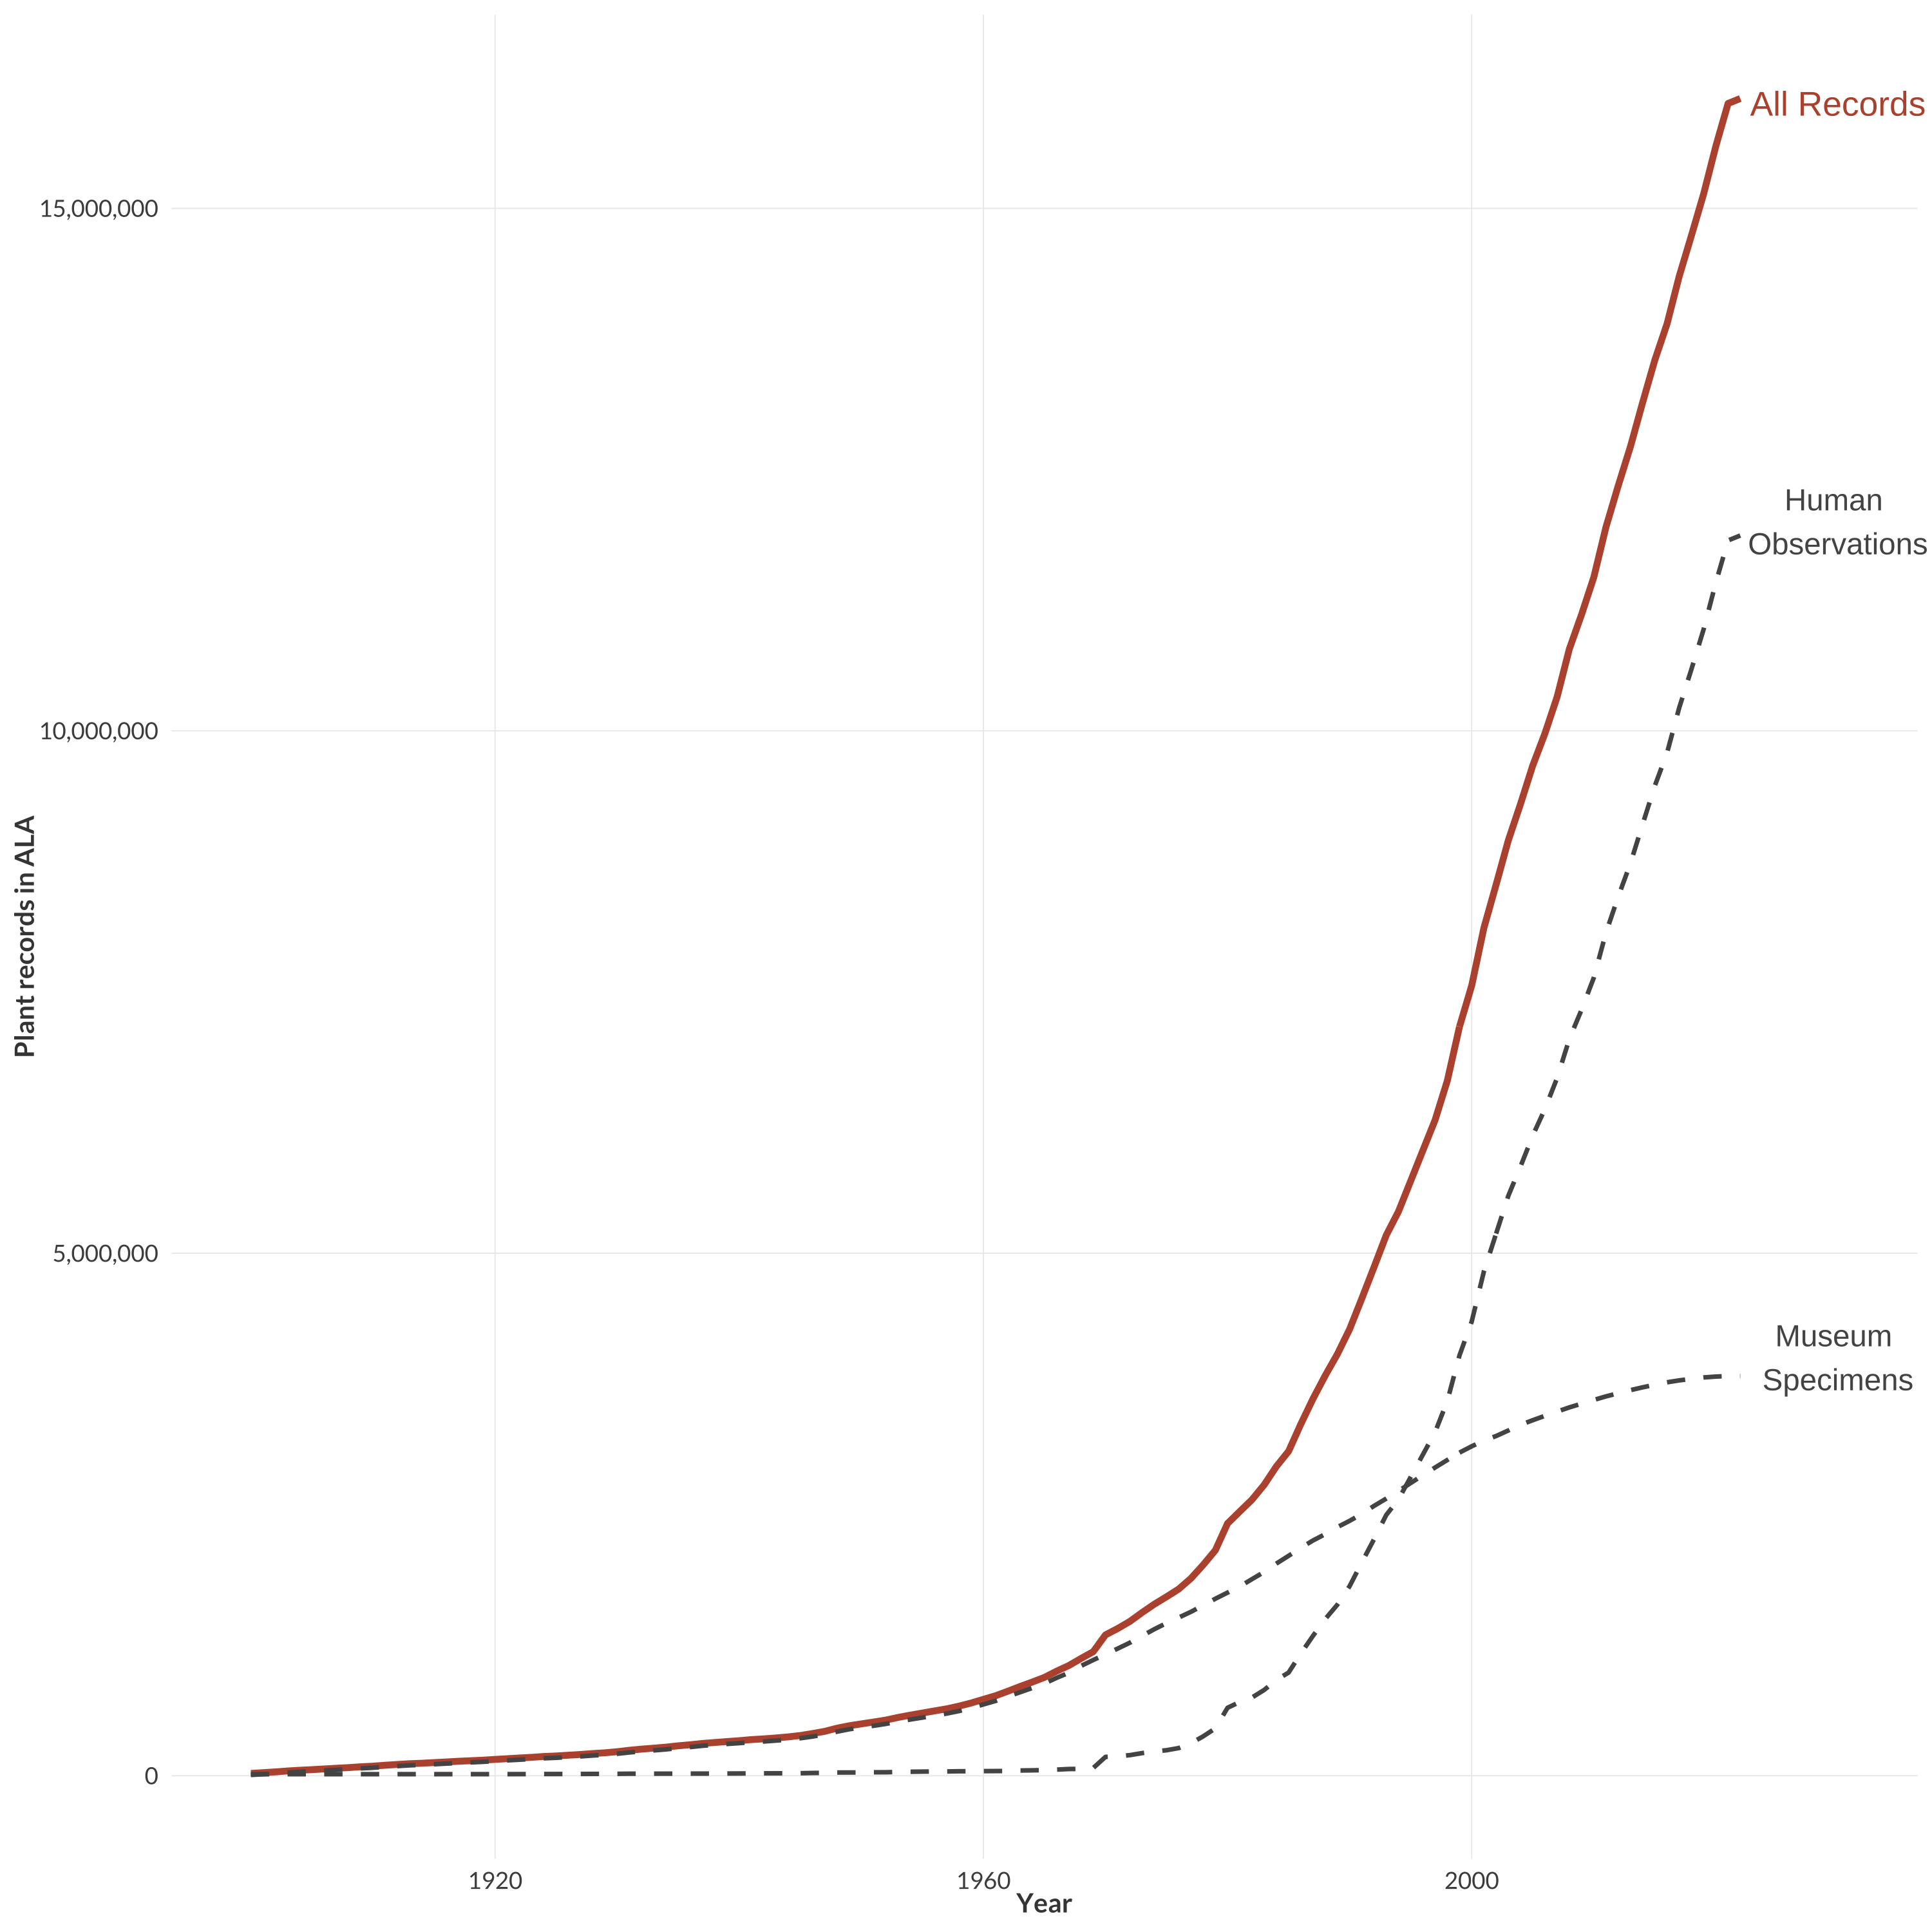 All Records
15,000,000
Human
Observations
10,000,000
Plant records in ALA
5,000,000
Museum
Specimens
0
1920
1960
2000
Year